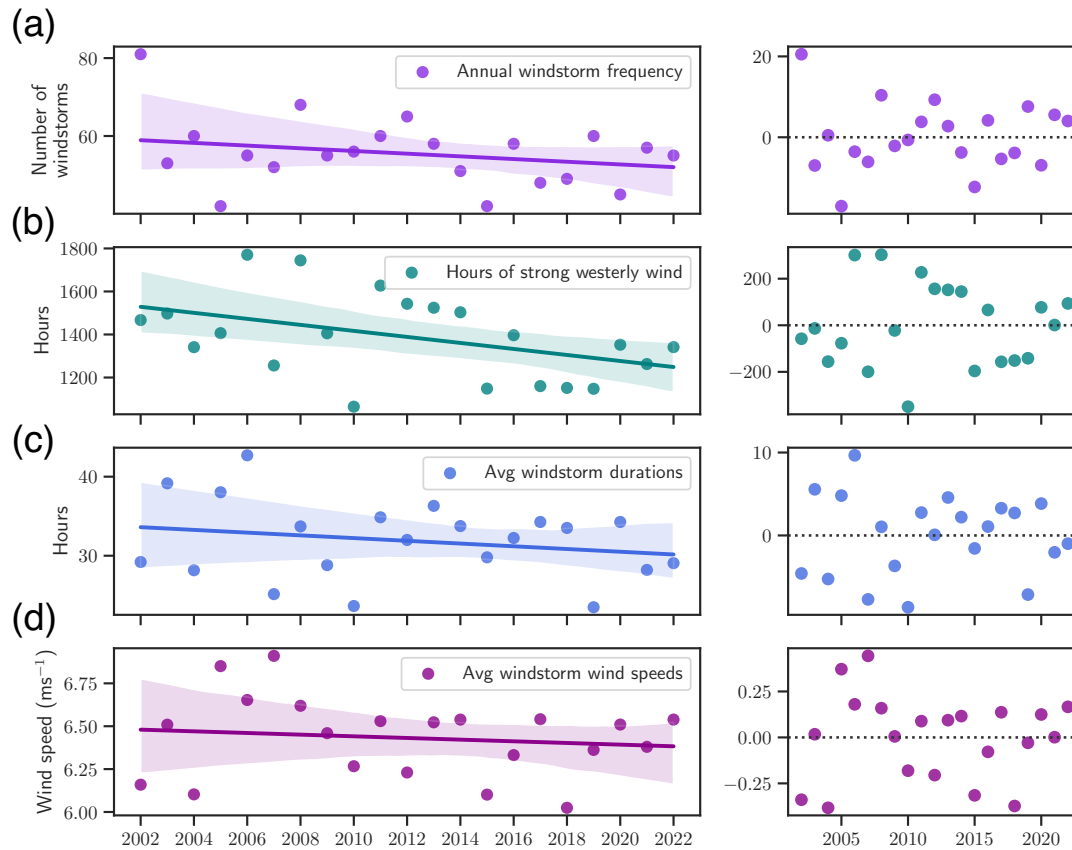 (a)
Number of
windstorms
80
60
Annual windstorm frequency
20
0
(b)
Hours
1800
1600
1400
1200
Hours of strong westerly wind
200
0
−200
(c)
Hours
40
30
Avg windstorm durations
10
0
(d)
Wind speed (ms⁻¹)
6.75
6.50
6.25
6.00
Avg windstorm wind speeds
0.25
0.00
−0.25
2002 2004 2006 2008 2010 2012 2014 2016 2018 2020 2022
2005 2010 2015 2020